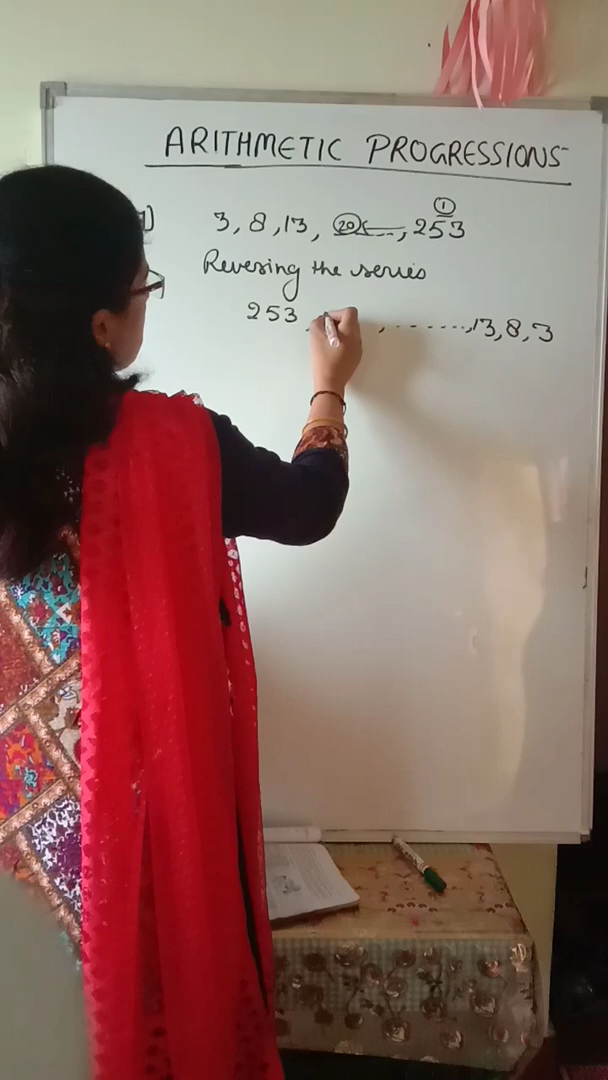 ARITHMETIC PROGRESSIONS
1
3, 8, 13, 20 ..., 253
Reversing the series
253 , , ......., 13, 8, 3